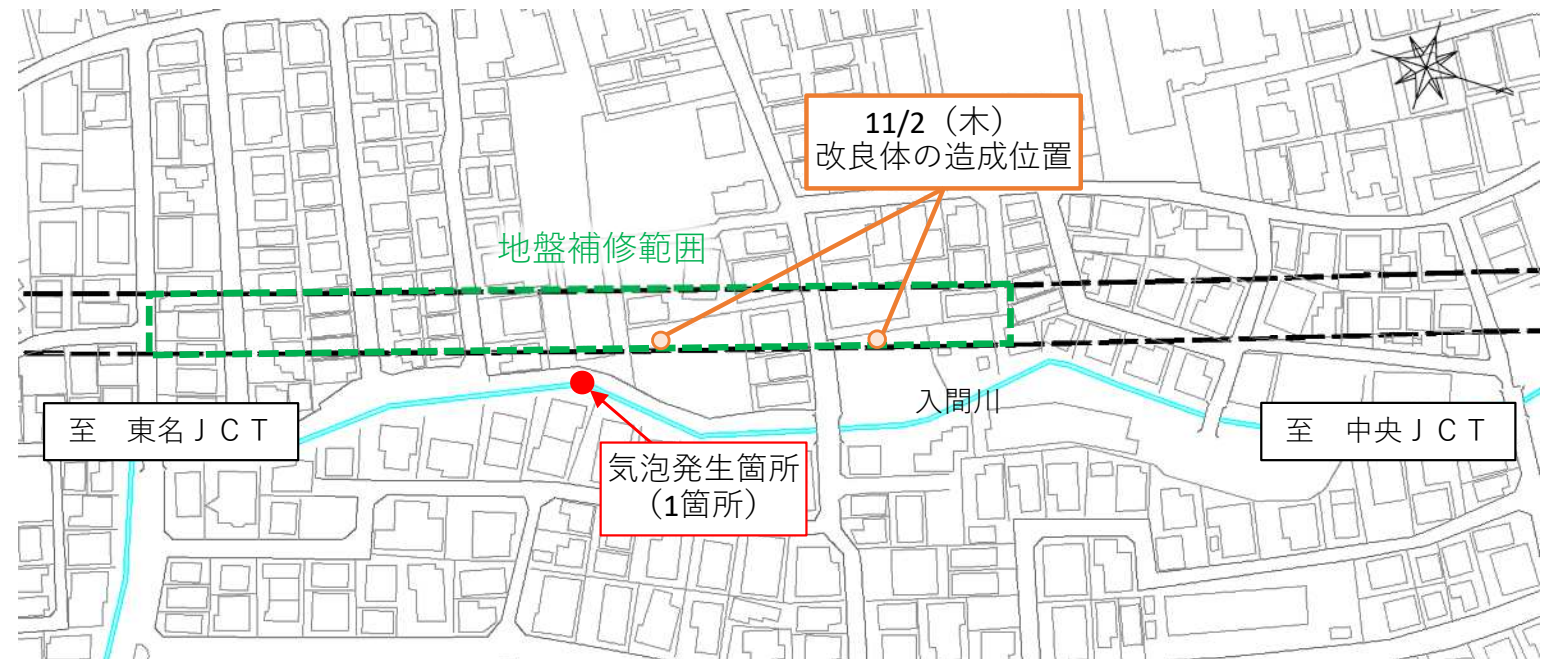 11/2（木）
改良体の造成位置
地盤補修範囲
入間川
至　東名ＪＣＴ
至　中央ＪＣＴ
気泡発生箇所
（1箇所）